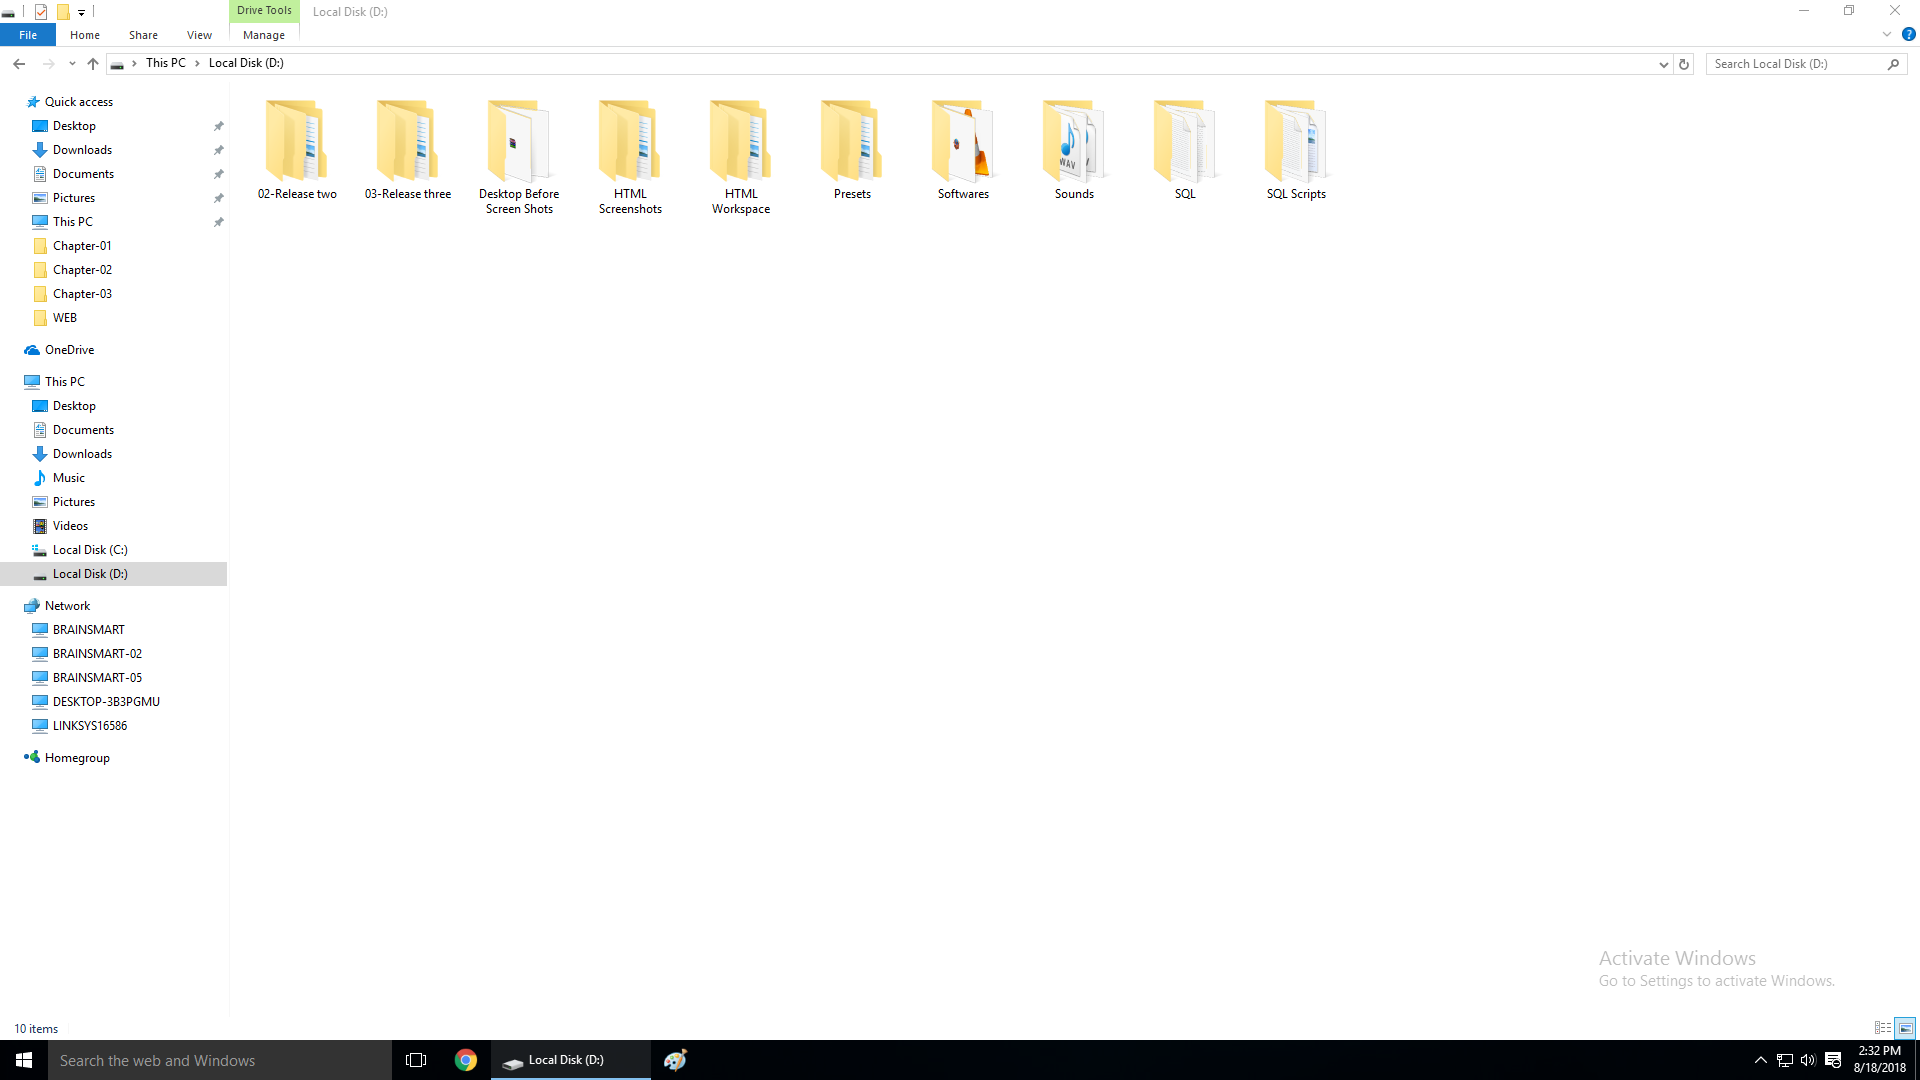 Drive Tools
Local Disk (D:)
File
Home
Share
View
Manage
This PC
Local Disk (D:)
Search Local Disk (D:)
Quick access
Desktop
Downloads
Documents
Pictures
This PC
Chapter-01
Chapter-02
Chapter-03
WEB
OneDrive
This PC
Desktop
Documents
Downloads
Music
Pictures
Videos
Local Disk (C:)
Local Disk (D:)
Network
BRAINSMART
BRAINSMART-02
BRAINSMART-05
DESKTOP-3B3PGMU
LINKSYS16586
Homegroup
02-Release two
03-Release three
Desktop Before
Screen Shots
HTML
Screenshots
HTML
Workspace
Presets
Softwares
WAV
Sounds
SQL
SQL Scripts
Activate Windows
Go to Settings to activate Windows.
10 items
Search the web and Windows
Local Disk (D:)
2:32 PM
8/18/2018